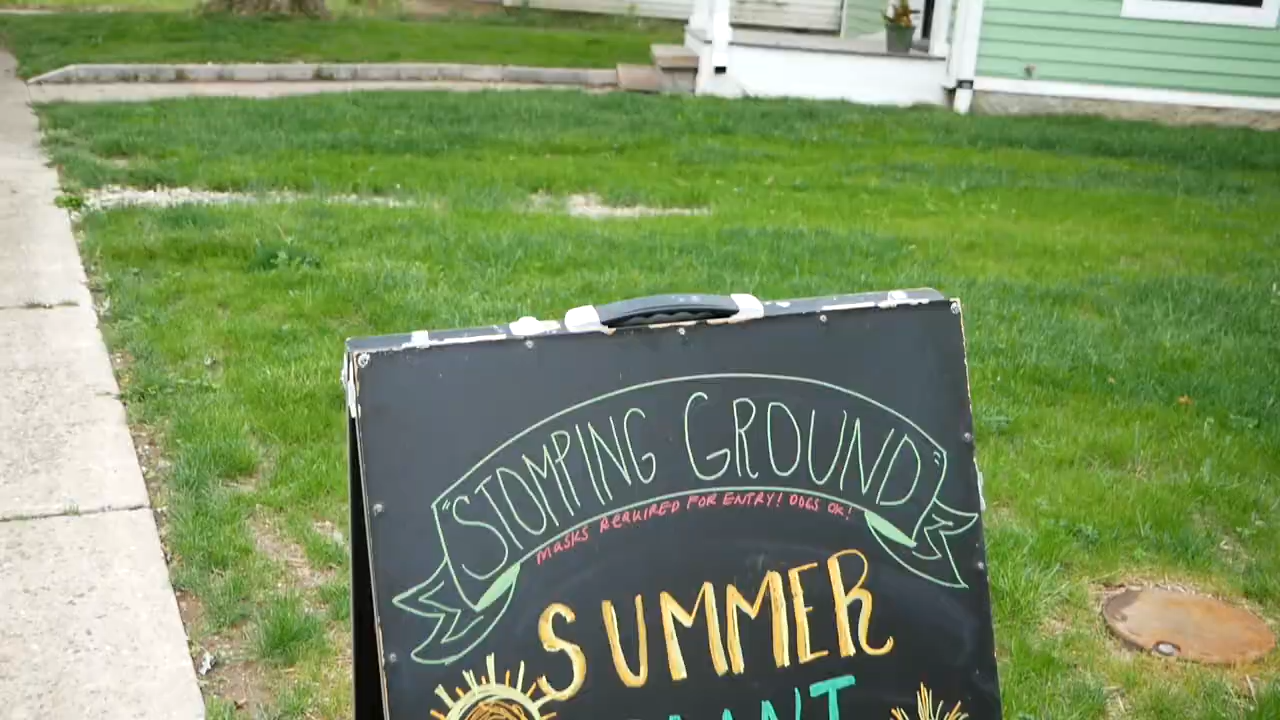 "STOMPING GROUND"
MASKS REQUIRED FOR ENTRY! DOGS OK!
SUMMER